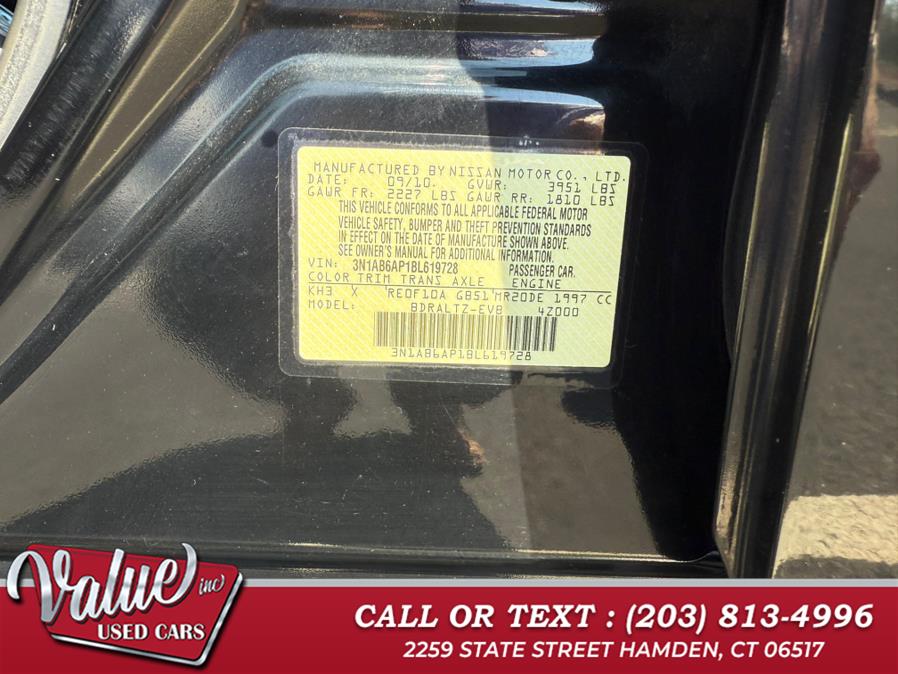 MANUFACTURED BY NISSAN MOTOR CO., LTD.
DATE: 09/10. GVWR: 3951 LBS
GAWR FR: 2227 LBS GAWR RR: 1810 LBS
THIS VEHICLE CONFORMS TO ALL APPLICABLE FEDERAL MOTOR
VEHICLE SAFETY, BUMPER AND THEFT PREVENTION STANDARDS
IN EFFECT ON THE DATE OF MANUFACTURE SHOWN ABOVE.
SEE OWNER'S MANUAL FOR ADDITIONAL INFORMATION.
VIN: 3N1AB6AP1BL619728 PASSENGER CAR.
COLOR TRIM TRANS AXLE ENGINE
KH3 X RE0F10A GB51 MR20DE 1997 CC
MODEL: BDRALTZ-EVB 4Z000
3N1AB6AP1BL619728
Value inc
USED CARS
CALL OR TEXT : (203) 813-4996
2259 STATE STREET HAMDEN, CT 06517